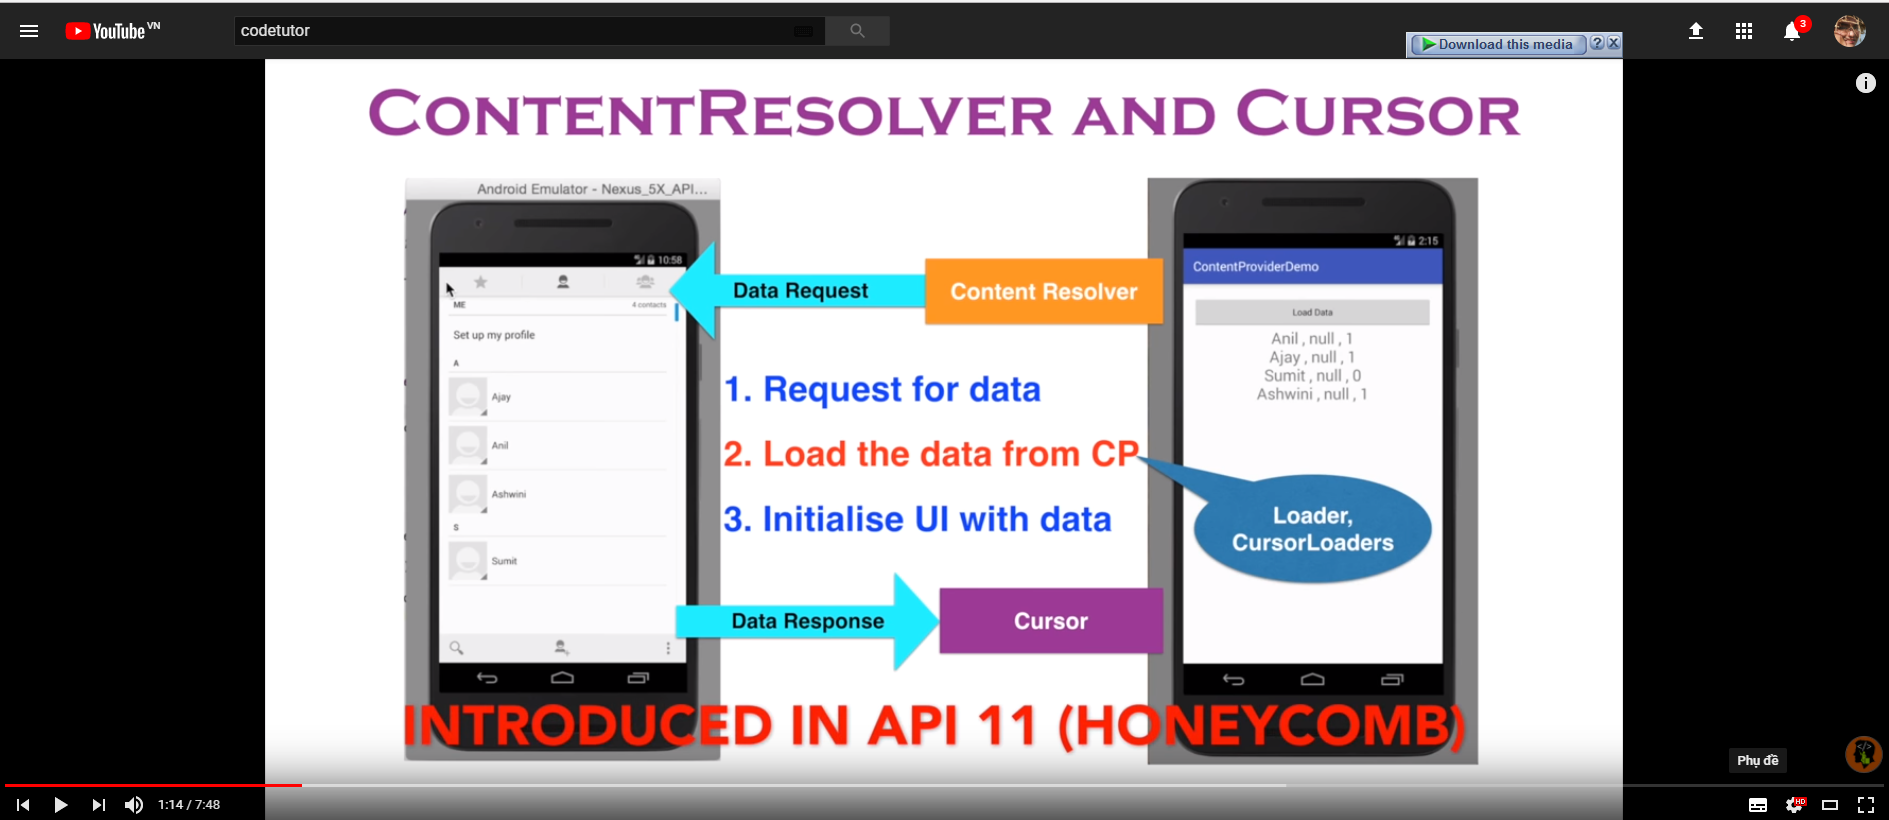 YouTube VN
codetutor
Download this media ? X
3
CONTENTRESOLVER AND CURSOR
Android Emulator - Nexus_5X_API...
10:58
ME 4 contacts
Set up my profile
A
Ajay
Anil
Ashwini
S
Sumit
Data Request
Content Resolver
1. Request for data
2. Load the data from CP
3. Initialise UI with data
Data Response
Cursor
2:15
ContentProviderDemo
Load Data
Anil , null , 1
Ajay , null , 1
Sumit , null , 0
Ashwini , null , 1
Loader,
CursorLoaders
INTRODUCED IN API 11 (HONEYCOMB)
Phụ đề
1:14 / 7:48
HD